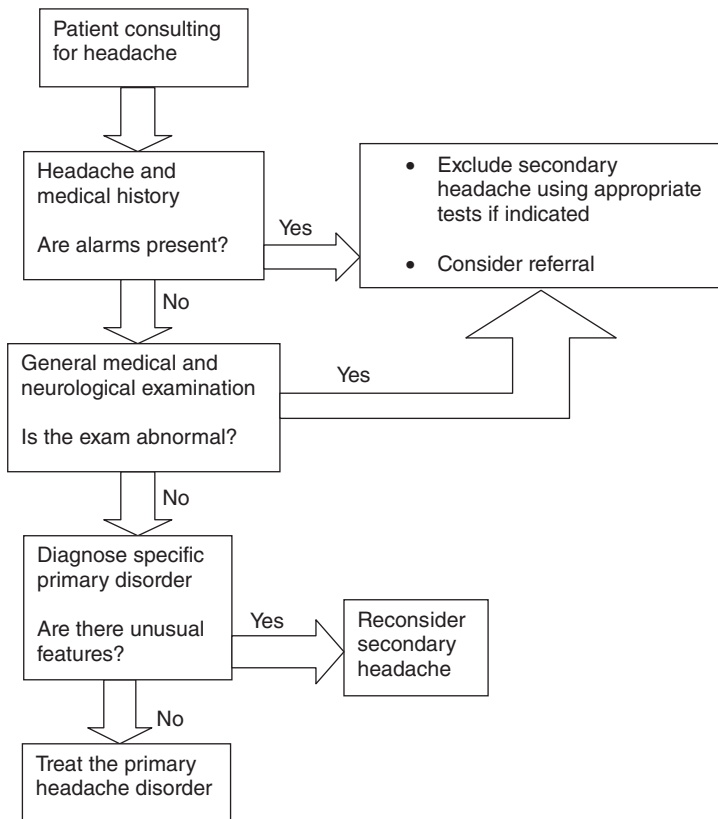 Patient consulting
for headache
Headache and
medical history
Are alarms present?
Yes
• Exclude secondary
headache using appropriate
tests if indicated
• Consider referral
No
General medical and
neurological examination
Is the exam abnormal?
Yes
No
Diagnose specific
primary disorder
Are there unusual
features?
Yes
Reconsider
secondary
headache
No
Treat the primary
headache disorder